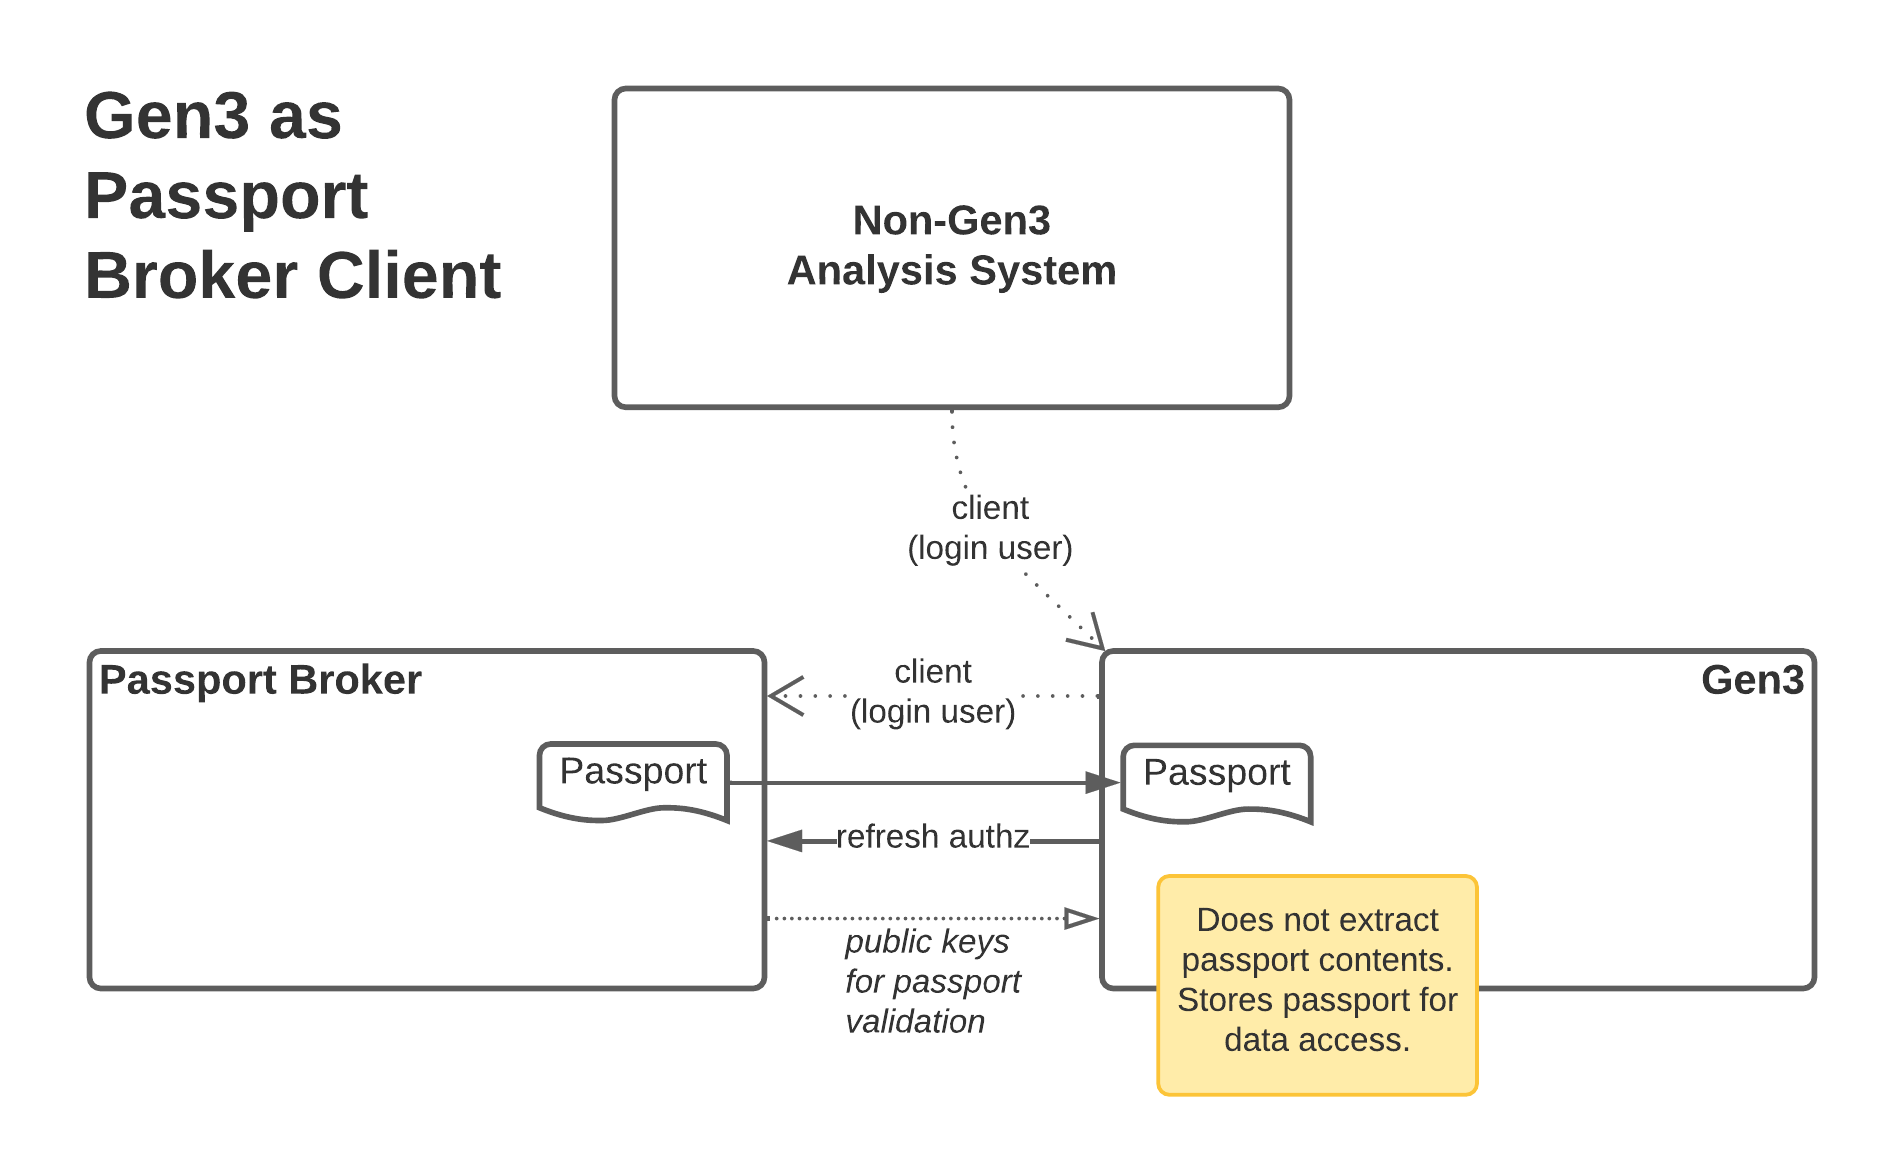 Gen3 as
Passport
Broker Client
Non-Gen3
Analysis System
client
(login user)
Passport Broker
client
(login user)
Gen3
Passport
Passport
refresh authz
public keys
for passport
validation
Does not extract
passport contents.
Stores passport for
data access.